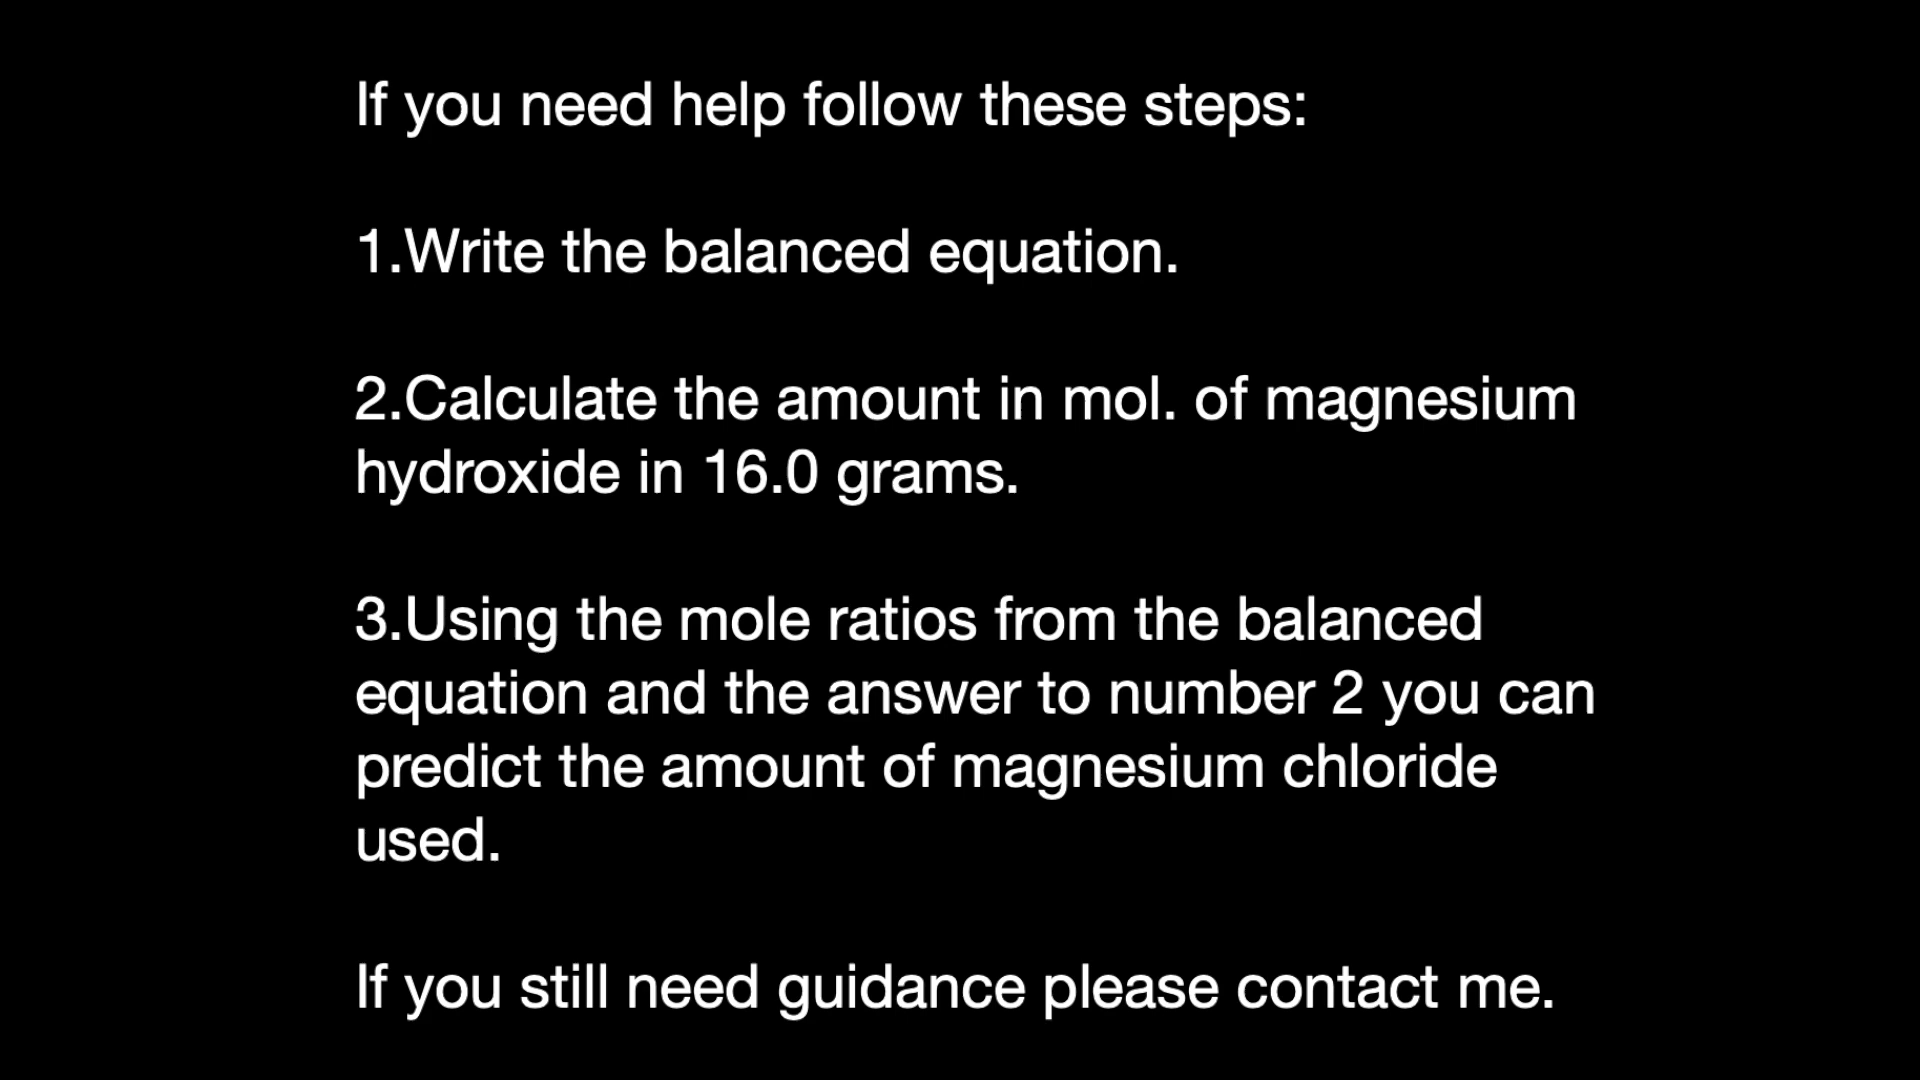 If you need help follow these steps:
1.Write the balanced equation.
2.Calculate the amount in mol. of magnesium
hydroxide in 16.0 grams.
3.Using the mole ratios from the balanced
equation and the answer to number 2 you can
predict the amount of magnesium chloride
used.
If you still need guidance please contact me.